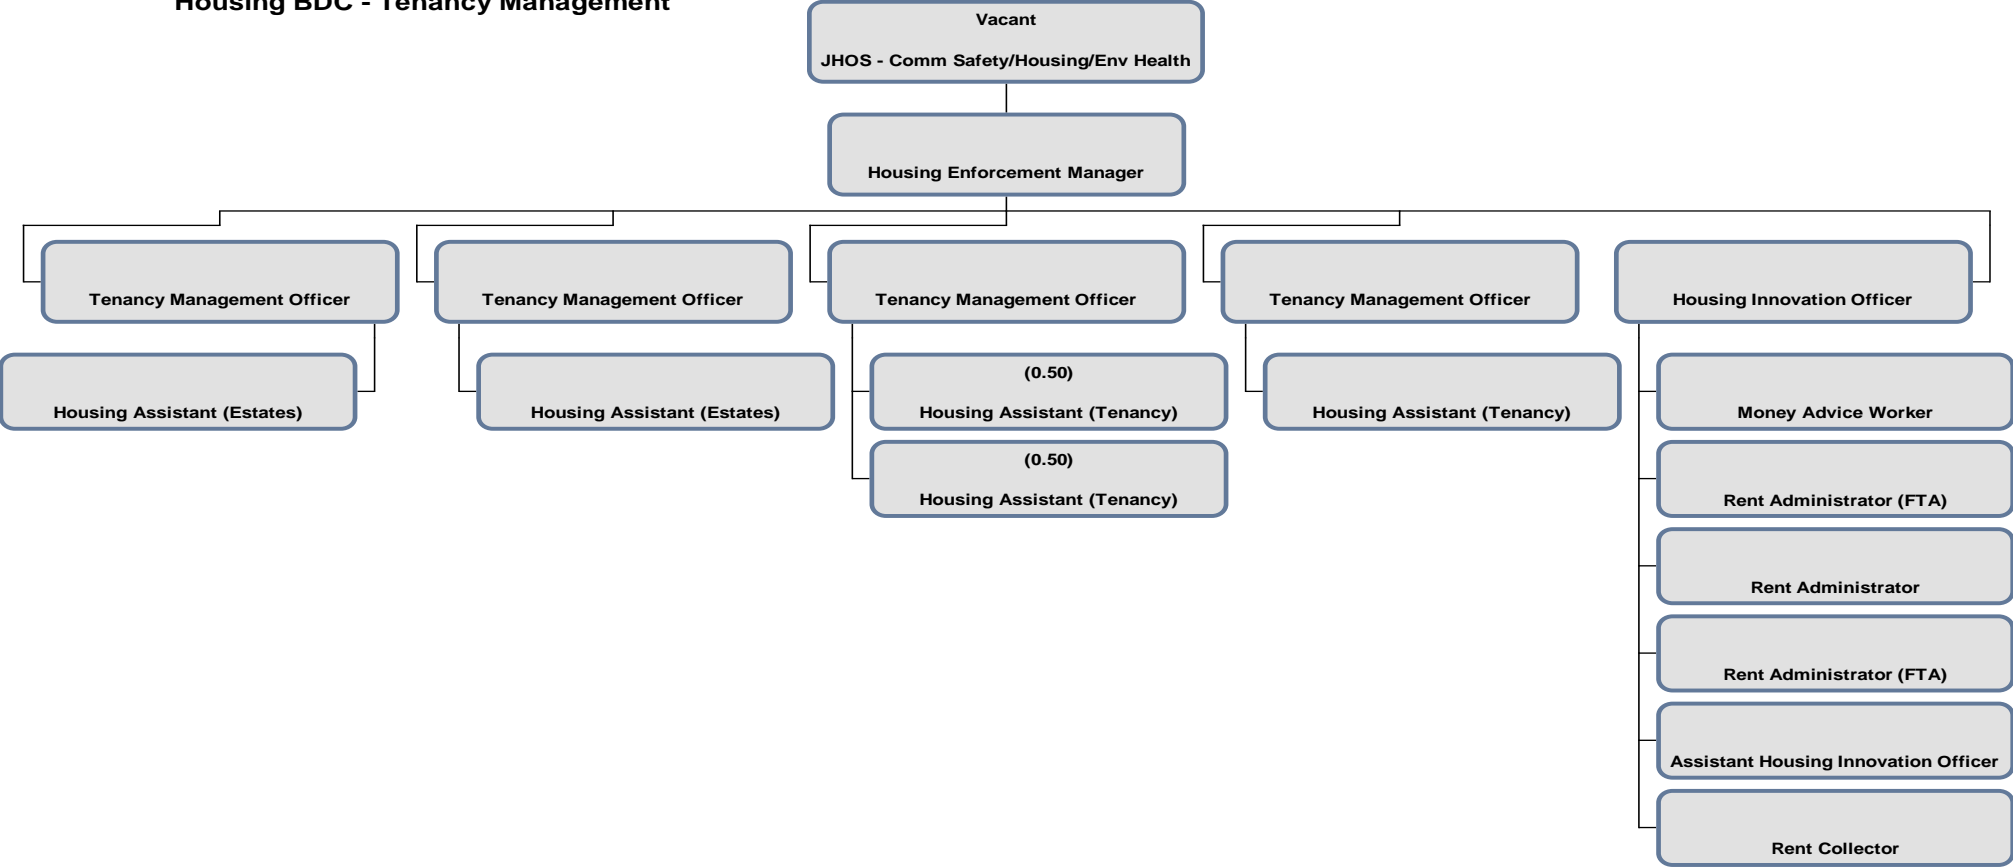 Housing BDC - Tenancy Management
Vacant
JHOS - Comm Safety/Housing/Env Health
Housing Enforcement Manager
Tenancy Management Officer
Tenancy Management Officer
Tenancy Management Officer
Tenancy Management Officer
Housing Innovation Officer
Housing Assistant (Estates)
Housing Assistant (Estates)
(0.50)
Housing Assistant (Tenancy)
Housing Assistant (Tenancy)
Money Advice Worker
(0.50)
Housing Assistant (Tenancy)
Rent Administrator (FTA)
Rent Administrator
Rent Administrator (FTA)
Assistant Housing Innovation Officer
Rent Collector